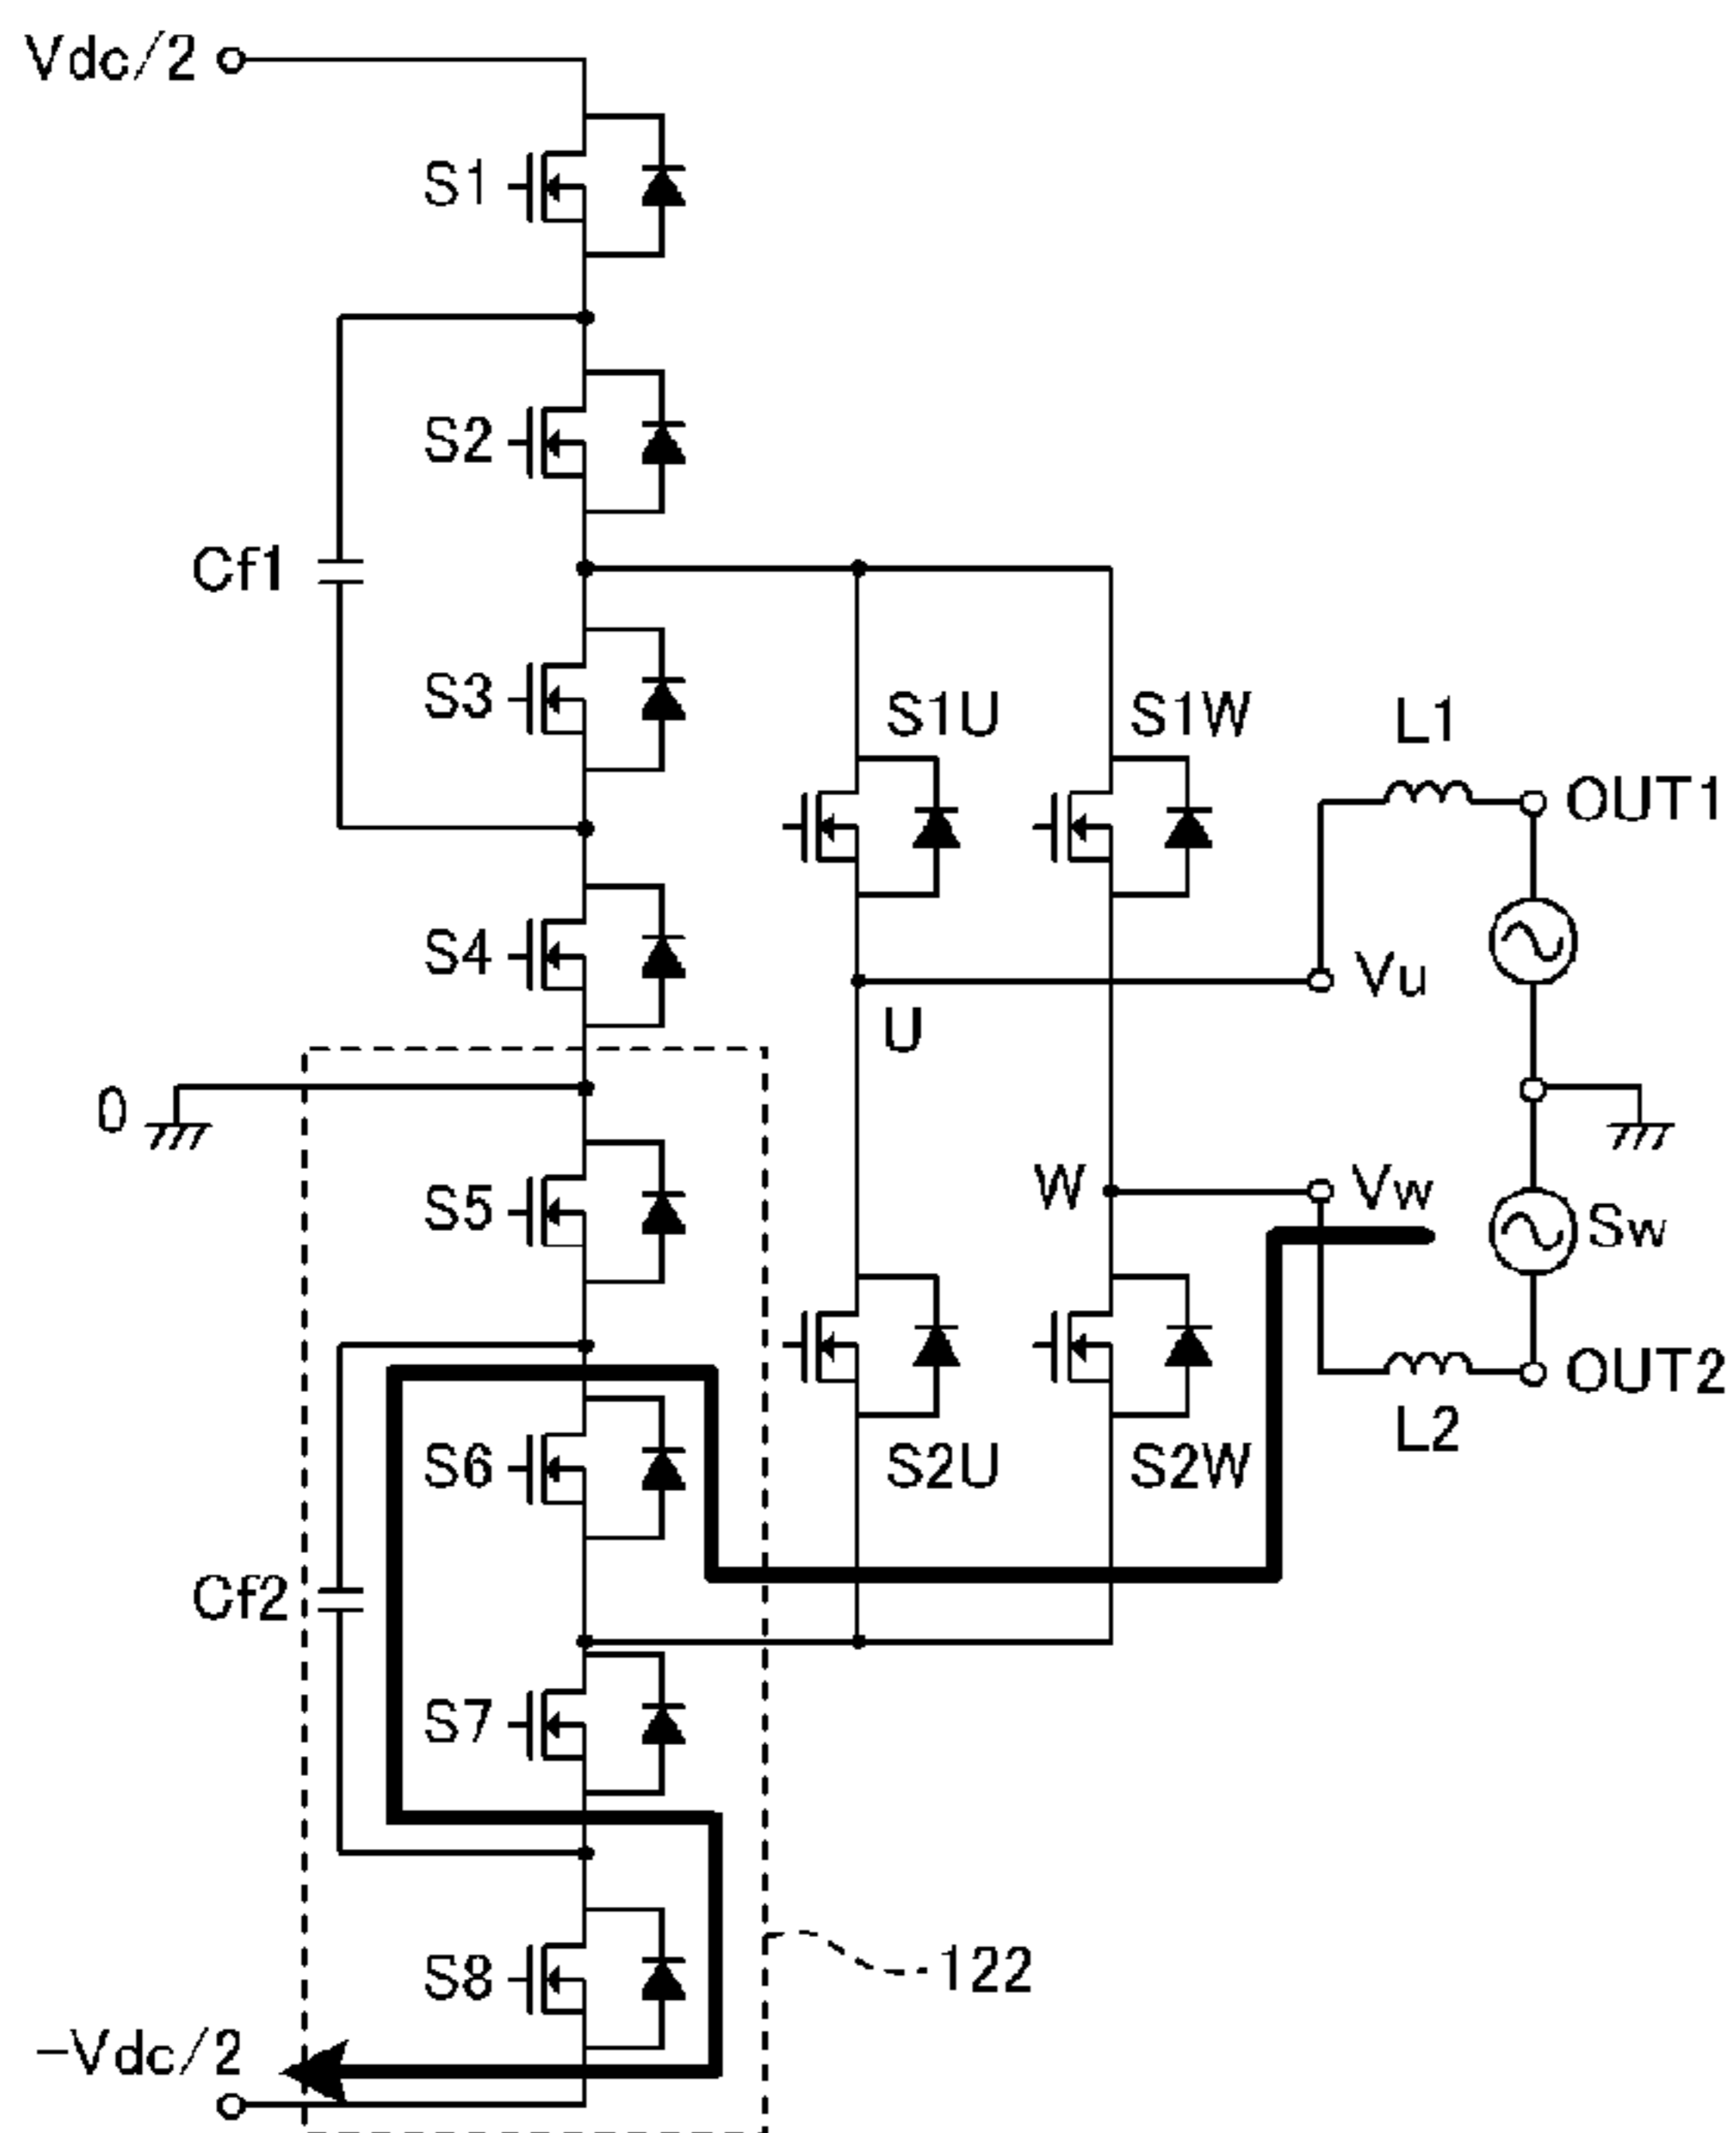 Vdc/2
S1
S2
Cf1
S3
S1U
S1W
L1
OUT1
S4
Vu
U
0
S5
W
Vw
Sw
OUT2
L2
S6
S2U
S2W
Cf2
S7
S8
122
-Vdc/2